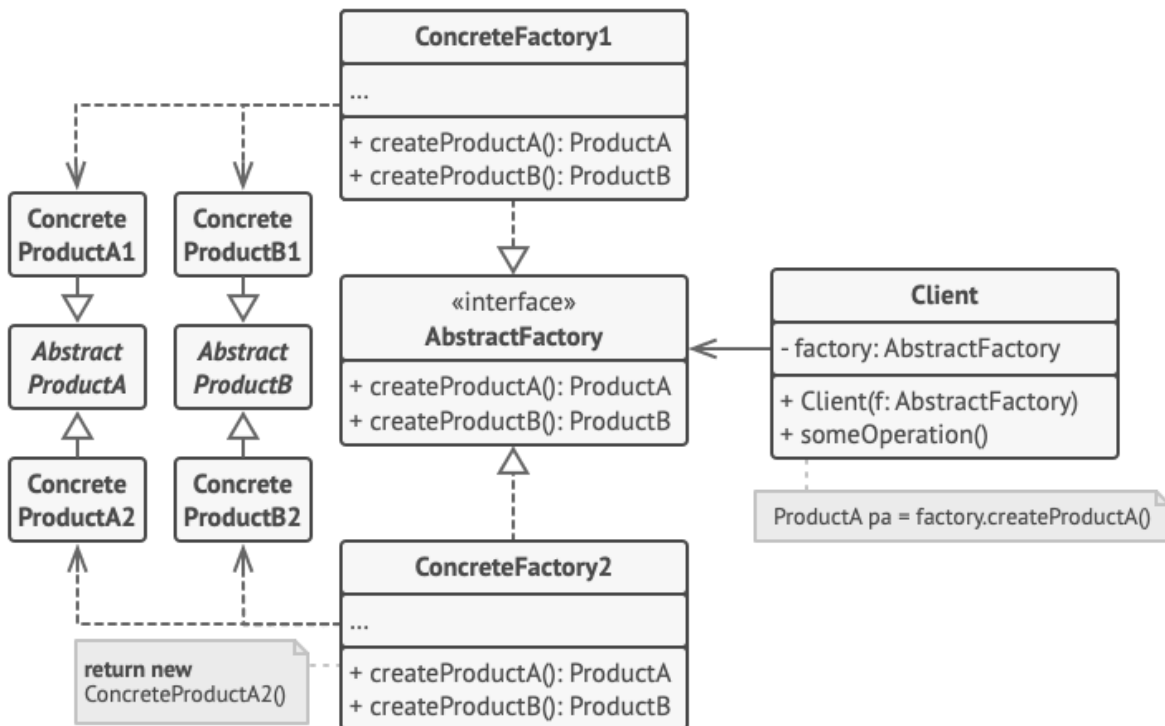 ConcreteFactory1
...
+ createProductA(): ProductA
+ createProductB(): ProductB
Concrete
ProductA1
Concrete
ProductB1
Abstract
ProductA
Abstract
ProductB
Concrete
ProductA2
Concrete
ProductB2
«interface»
AbstractFactory
+ createProductA(): ProductA
+ createProductB(): ProductB
Client
- factory: AbstractFactory
+ Client(f: AbstractFactory)
+ someOperation()
ProductA pa = factory.createProductA()
ConcreteFactory2
...
+ createProductA(): ProductA
+ createProductB(): ProductB
return new
ConcreteProductA2()